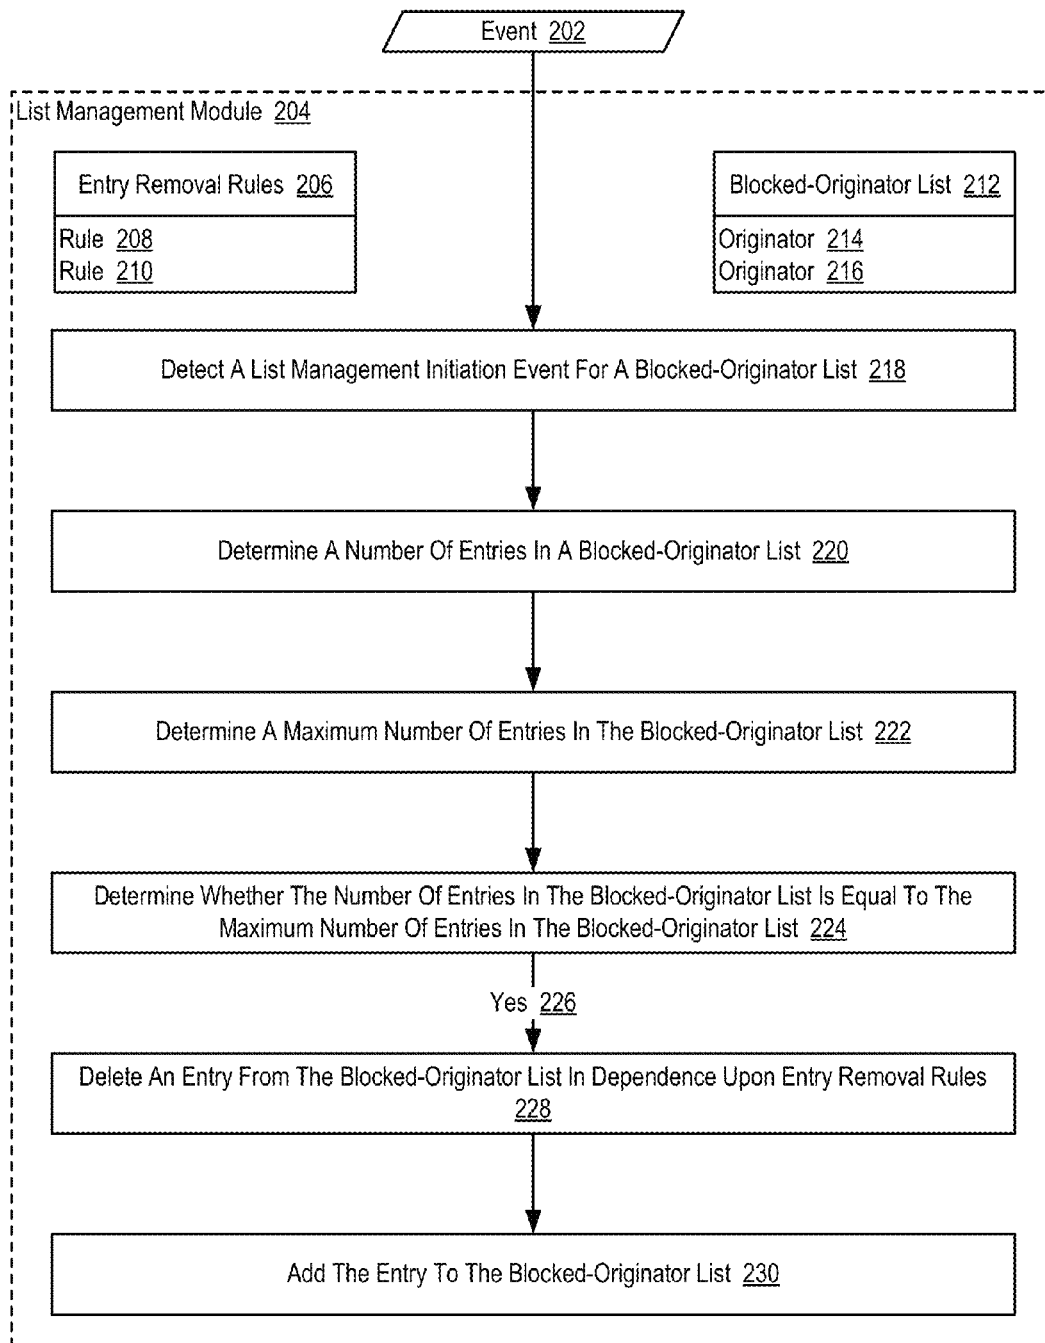 Event 202
List Management Module 204
Entry Removal Rules 206
Rule 208
Rule 210
Blocked-Originator List 212
Originator 214
Originator 216
Detect A List Management Initiation Event For A Blocked-Originator List 218
Determine A Number Of Entries In A Blocked-Originator List 220
Determine A Maximum Number Of Entries In The Blocked-Originator List 222
Determine Whether The Number Of Entries In The Blocked-Originator List Is Equal To The
Maximum Number Of Entries In The Blocked-Originator List 224
Yes 226
Delete An Entry From The Blocked-Originator List In Dependence Upon Entry Removal Rules
228
Add The Entry To The Blocked-Originator List 230